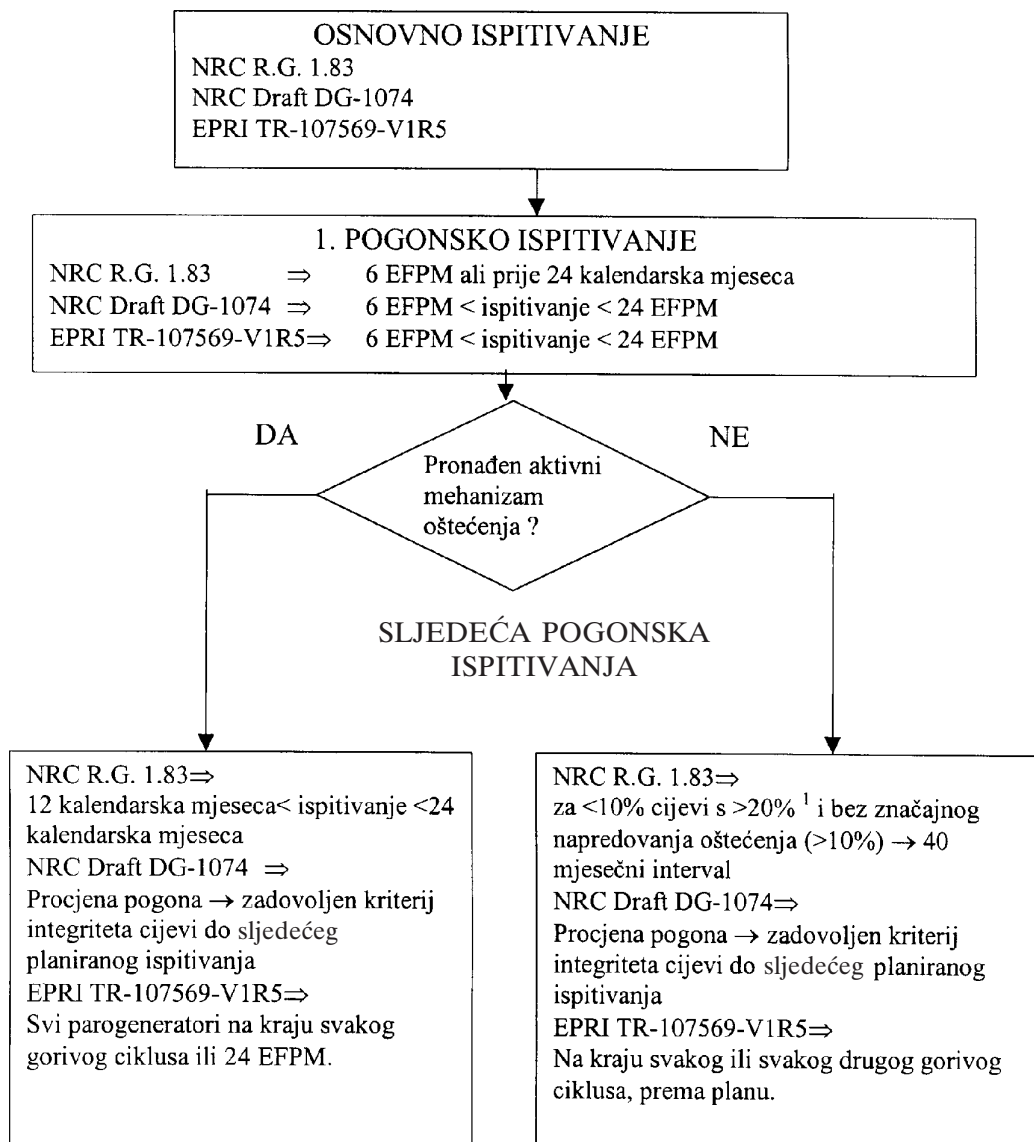 OSNOVNO ISPITIVANJE
NRC R.G. 1.83
NRC Draft DG-1074
EPRI TR-107569-V1R5
1. POGONSKO ISPITIVANJE
NRC R.G. 1.83 ⇒ 6 EFPM ali prije 24 kalendarska mjeseca
NRC Draft DG-1074 ⇒ 6 EFPM < ispitivanje < 24 EFPM
EPRI TR-107569-V1R5⇒ 6 EFPM < ispitivanje < 24 EFPM
DA
NE
Pronađen aktivni
mehanizam
oštećenja ?
SLJEDEĆA POGONSKA
ISPITIVANJA
NRC R.G. 1.83⇒
12 kalendarska mjeseca< ispitivanje <24
kalendarska mjeseca
NRC Draft DG-1074 ⇒
Procjena pogona → zadovoljen kriterij
integriteta cijevi do sljedećeg
planiranog ispitivanja
EPRI TR-107569-V1R5⇒
Svi parogeneratori na kraju svakog
gorivog ciklusa ili 24 EFPM.
NRC R.G. 1.83⇒
za <10% cijevi s >20% ¹ i bez značajnog
napredovanja oštećenja (>10%) → 40
mjesečni interval
NRC Draft DG-1074⇒
Procjena pogona → zadovoljen kriterij
integriteta cijevi do sljedećeg planiranog
ispitivanja
EPRI TR-107569-V1R5⇒
Na kraju svakog ili svakog drugog gorivog
ciklusa, prema planu.